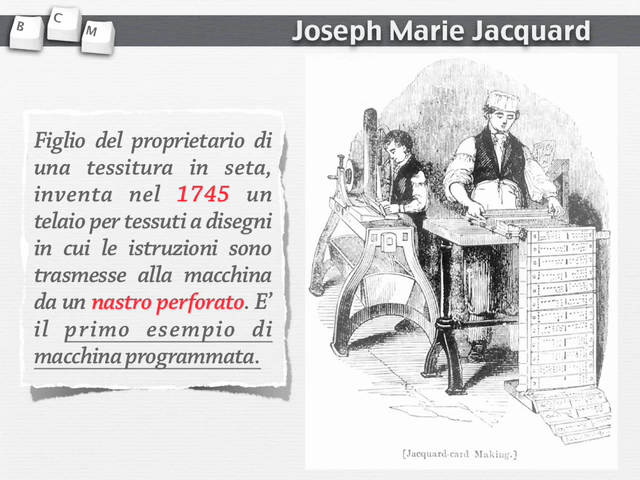 B
C
M
Joseph Marie Jacquard
Figlio del proprietario di
una tessitura in seta,
inventa nel 1745 un
telaio per tessuti a disegni
in cui le istruzioni sono
trasmesse alla macchina
da un nastro perforato. E’
il primo esempio di
macchina programmata.
[Jacquard-card Making.]